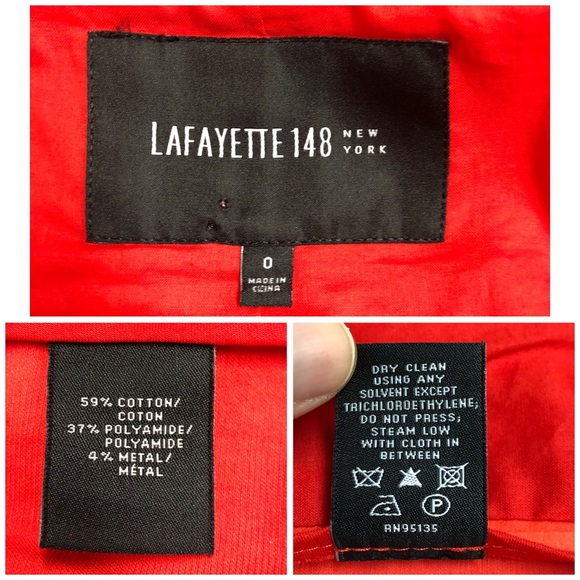 LAFAYETTE 148 NEW YORK
0
MADE IN
CHINA
59% COTTON/
COTON
37% POLYAMIDE/
POLYAMIDE
4% METAL/
MÉTAL
DRY CLEAN
USING ANY
SOLVENT EXCEPT
TRICHLOROETHYLENE;
DO NOT PRESS;
STEAM LOW
WITH CLOTH IN
BETWEEN
P
RN95135